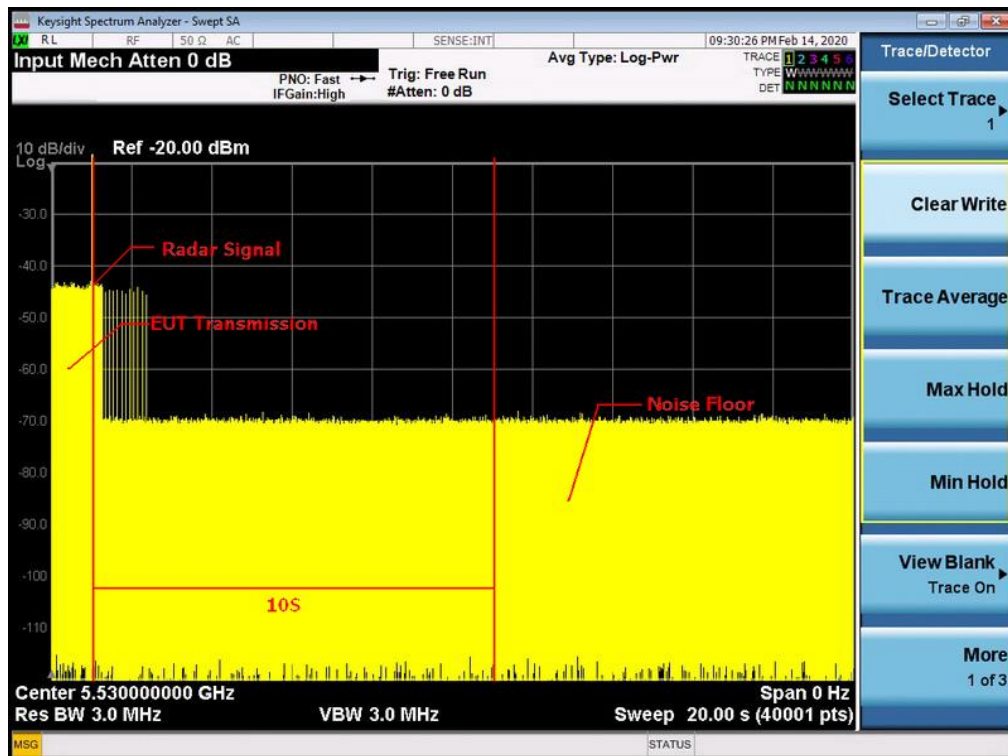 Keysight Spectrum Analyzer - Swept SA
LXI RL RF 50 Ω AC SENSE:INT 09:30:26 PM Feb 14, 2020
Input Mech Atten 0 dB
PNO: Fast
IFGain:High
Trig: Free Run
#Atten: 0 dB
Avg Type: Log-Pwr
TRACE 1 2 3 4 5 6
TYPE WWWWWW
DET N N N N N N
10 dB/div Ref -20.00 dBm
Log
-30.0
-40.0
-50.0
-60.0
-70.0
-80.0
-90.0
-100
-110
Radar Signal
EUT Transmission
Noise Floor
10S
Center 5.530000000 GHz Span 0 Hz
Res BW 3.0 MHz VBW 3.0 MHz Sweep 20.00 s (40001 pts)
MSG STATUS
Trace/Detector
Select Trace
1
Clear Write
Trace Average
Max Hold
Min Hold
View Blank
Trace On
More
1 of 3